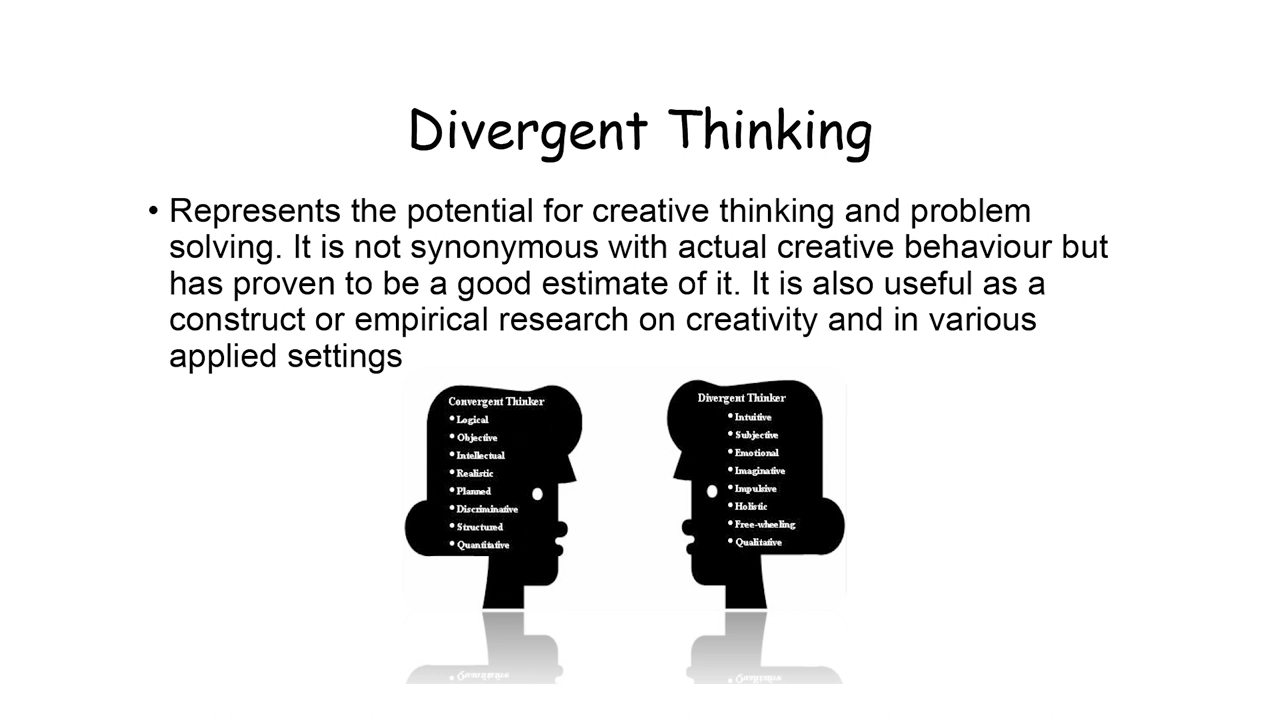 Divergent Thinking
• Represents the potential for creative thinking and problem
solving. It is not synonymous with actual creative behaviour but
has proven to be a good estimate of it. It is also useful as a
construct or empirical research on creativity and in various
applied settings
Convergent Thinker
• Logical
• Objective
• Intellectual
• Realistic
• Planned
• Discriminative
• Structured
• Quantitative
Divergent Thinker
• Intuitive
• Subjective
• Emotional
• Imaginative
• Impulsive
• Holistic
• Free-wheeling
• Qualitative